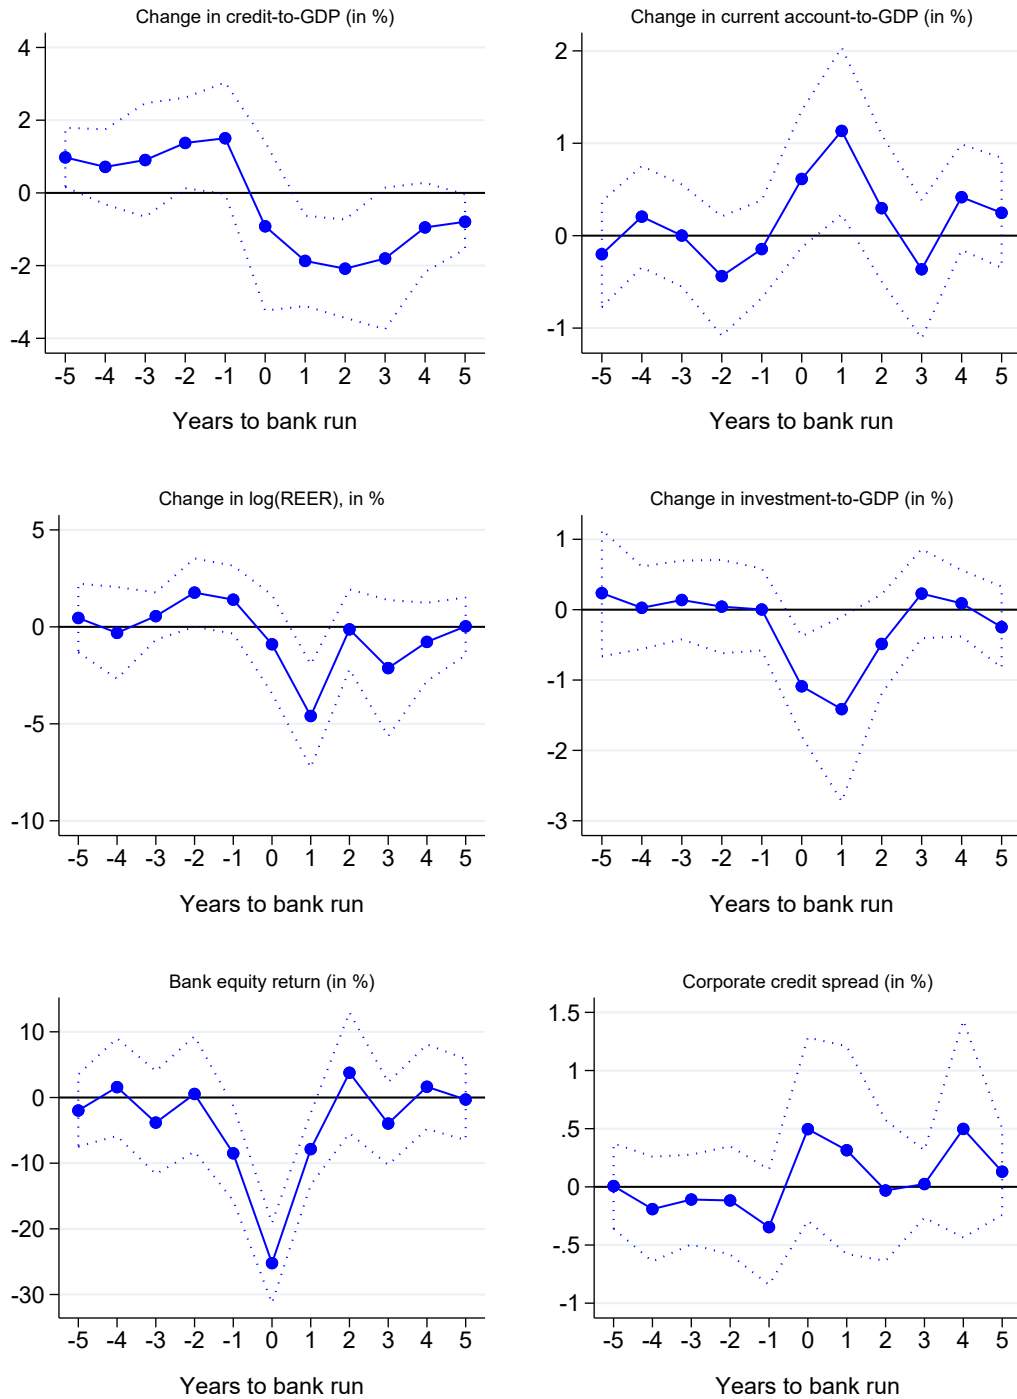 Change in credit-to-GDP (in %)
4
2
0
-2
-4
-5 -4 -3 -2 -1 0 1 2 3 4 5
Years to bank run
Change in current account-to-GDP (in %)
2
1
0
-1
-5 -4 -3 -2 -1 0 1 2 3 4 5
Years to bank run
Change in log(REER), in %
5
0
-5
-10
-5 -4 -3 -2 -1 0 1 2 3 4 5
Years to bank run
Change in investment-to-GDP (in %)
1
0
-1
-2
-3
-5 -4 -3 -2 -1 0 1 2 3 4 5
Years to bank run
Bank equity return (in %)
10
0
-10
-20
-30
-5 -4 -3 -2 -1 0 1 2 3 4 5
Years to bank run
Corporate credit spread (in %)
1.5
1
.5
0
-.5
-1
-5 -4 -3 -2 -1 0 1 2 3 4 5
Years to bank run